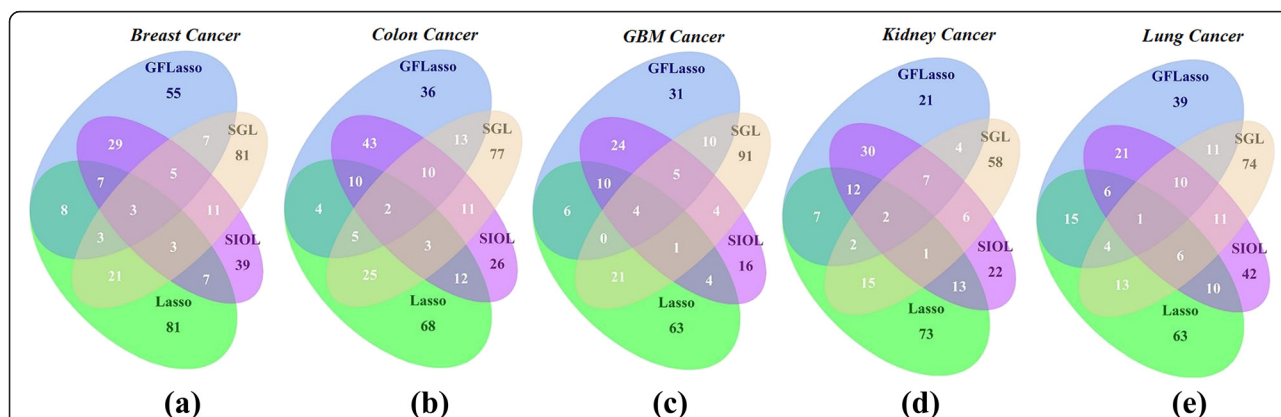 Breast Cancer
GFLasso
55
SGL
81
29
7
5
7
8
3
11
3
3
21
7
SIOL
39
Lasso
81
(a)
Colon Cancer
GFLasso
36
SGL
77
43
13
10
10
4
2
11
5
3
25
12
SIOL
26
Lasso
68
(b)
GBM Cancer
GFLasso
31
SGL
91
24
10
10
5
6
4
4
0
1
21
4
SIOL
16
Lasso
63
(c)
Kidney Cancer
GFLasso
21
SGL
58
30
4
12
7
7
2
6
2
1
15
13
SIOL
22
Lasso
73
(d)
Lung Cancer
GFLasso
39
SGL
74
21
11
6
10
15
1
11
4
6
13
10
SIOL
42
Lasso
63
(e)